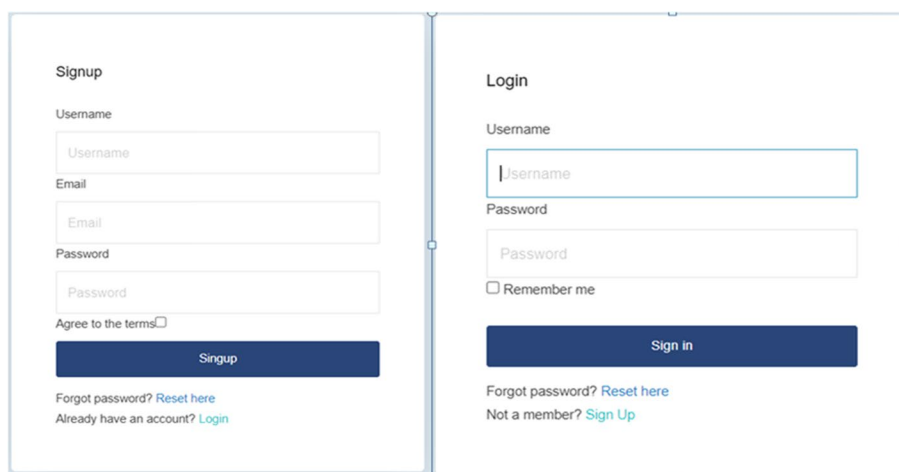 Signup
Username
Username
Email
Email
Password
Password
Agree to the terms
Singup
Forgot password? Reset here
Already have an account? Login
Login
Username
Username
Password
Password
Remember me
Sign in
Forgot password? Reset here
Not a member? Sign Up